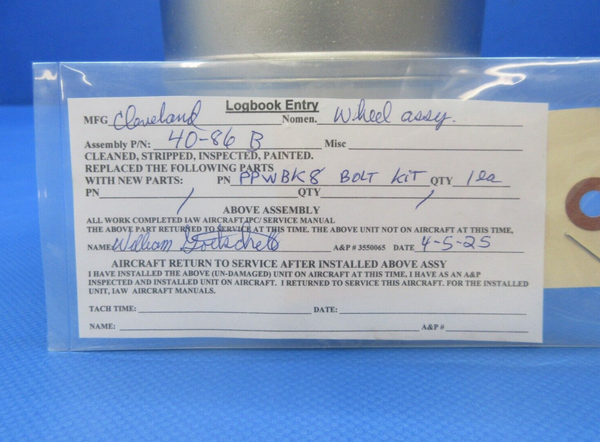 Logbook Entry
MFG Cleveland Nomen. Wheel assy.
Assembly P/N: 40-86 B Misc
CLEANED, STRIPPED, INSPECTED, PAINTED.
REPLACED THE FOLLOWING PARTS
WITH NEW PARTS: PN PPWBK8 BOLT KIT QTY 1ea
PN QTY
ABOVE ASSEMBLY
ALL WORK COMPLETED IAW AIRCRAFT/IPC/ SERVICE MANUAL
THE ABOVE PART RETURNED TO SERVICE AT THIS TIME. THE ABOVE UNIT NOT ON AIRCRAFT AT THIS TIME,
NAME William A&P # 3550065 DATE 4-5-25
AIRCRAFT RETURN TO SERVICE AFTER INSTALLED ABOVE ASSY
I HAVE INSTALLED THE ABOVE (UN-DAMAGED) UNIT ON AIRCRAFT AT THIS TIME, I HAVE AS AN A&P
INSPECTED AND INSTALLED UNIT ON AIRCRAFT. I RETURNED TO SERVICE THIS AIRCRAFT. FOR THE INSTALLED
UNIT, IAW AIRCRAFT MANUALS.
TACH TIME: DATE:
NAME: A&P #